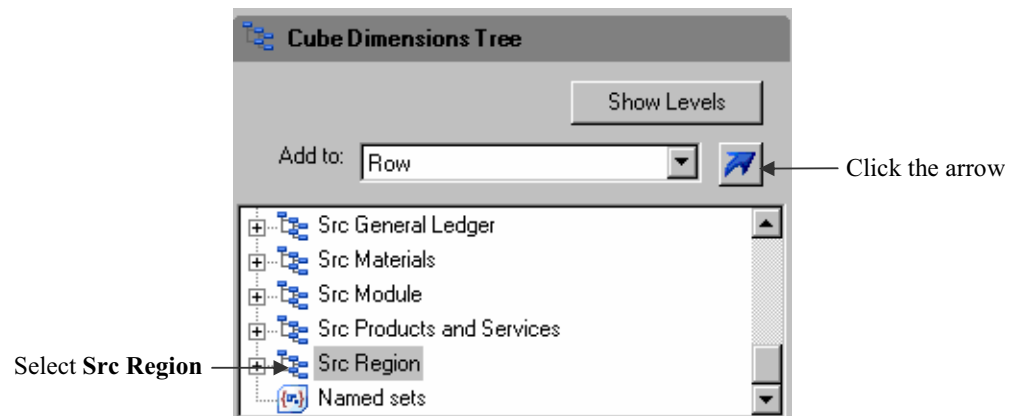 Cube Dimensions Tree
Show Levels
Add to: Row
Click the arrow
Src General Ledger
Src Materials
Src Module
Src Products and Services
Select Src Region
Src Region
Named sets